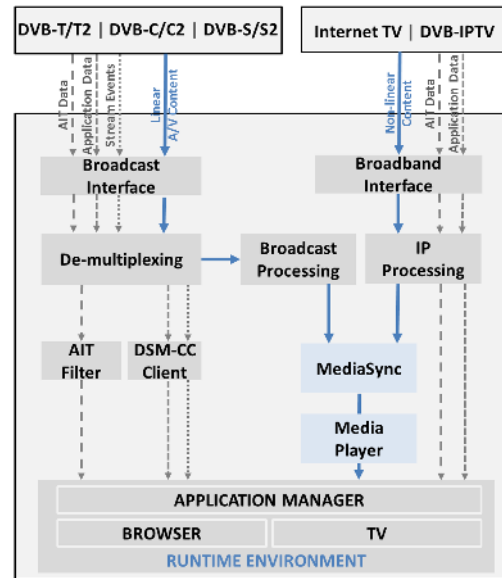 DVB-T/T2 | DVB-C/C2 | DVB-S/S2
Internet TV | DVB-IPTV
AIT Data
Application Data
Stream Events
Linear
A/V Content
Non-linear
Content
AIT Data
Application Data
Broadcast
Interface
Broadband
Interface
De-multiplexing
Broadcast
Processing
IP
Processing
AIT
Filter
DSM-CC
Client
MediaSync
Media
Player
APPLICATION MANAGER
BROWSER
TV
RUNTIME ENVIRONMENT